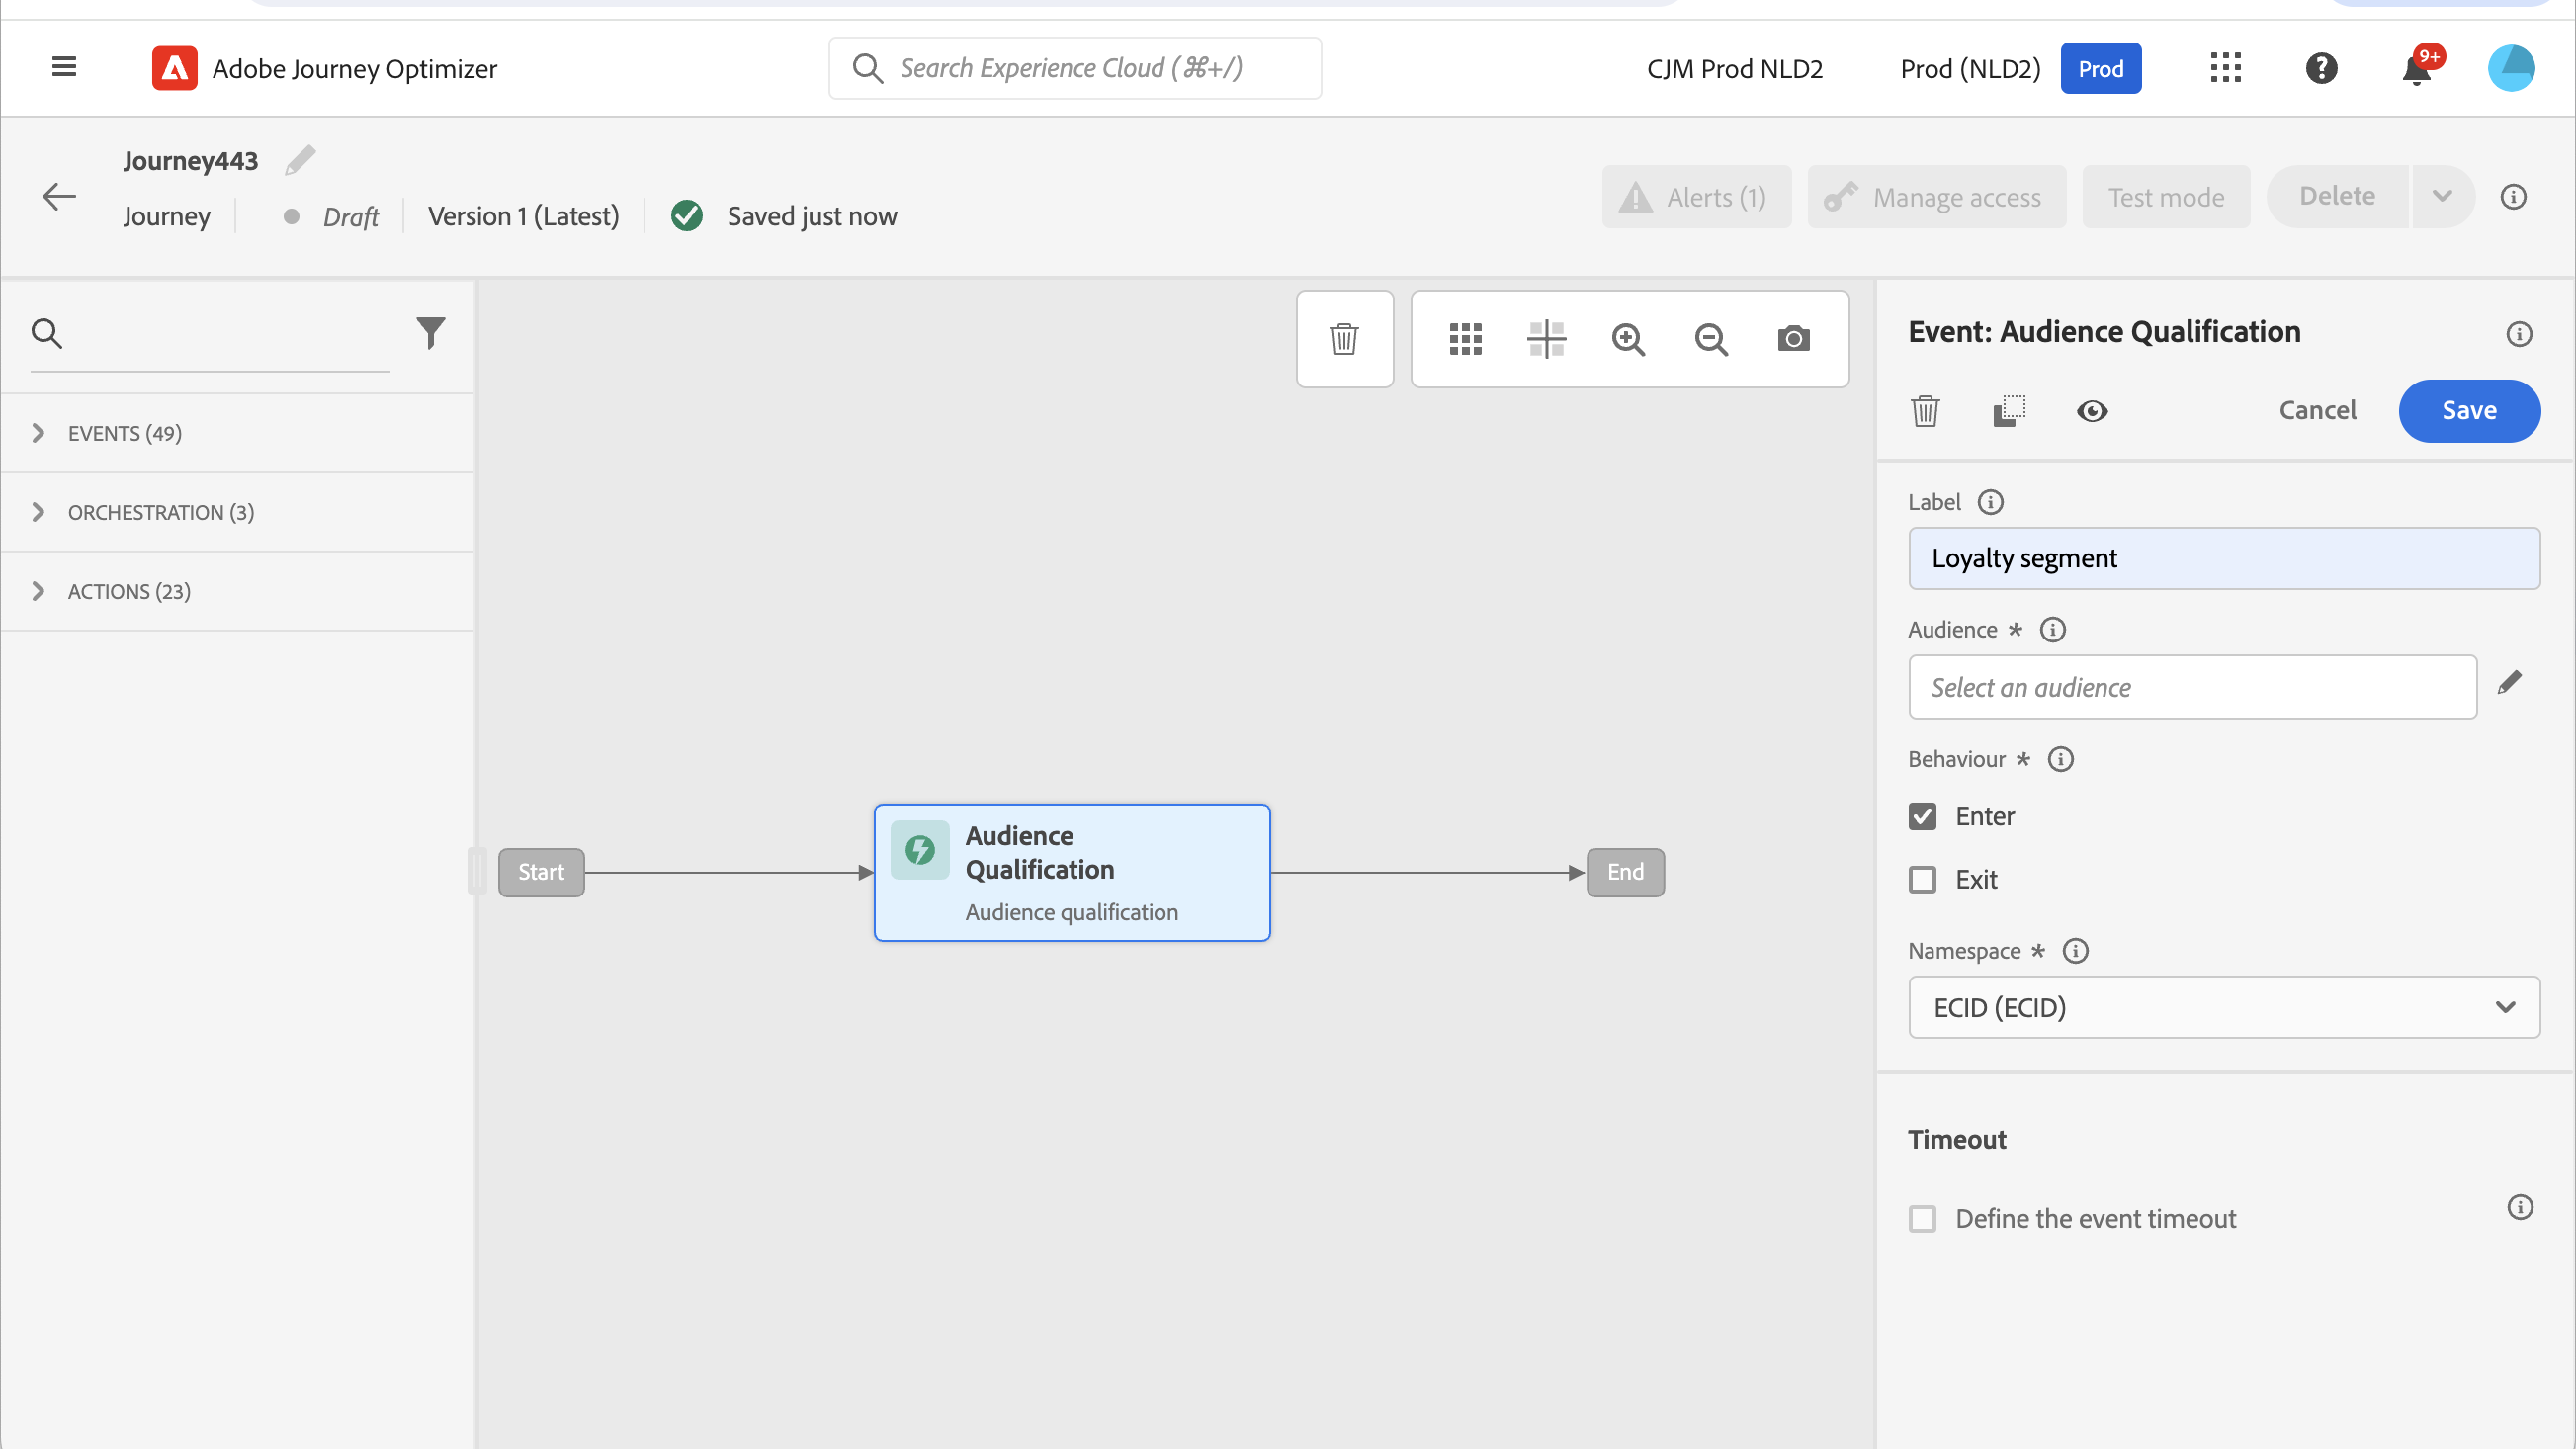 Adobe Journey Optimizer
Search Experience Cloud (⌘+/)
CJM Prod NLD2
Prod (NLD2)
Prod
9+
Journey443
Journey
Draft
Version 1 (Latest)
Saved just now
Alerts (1)
Manage access
Test mode
Delete
EVENTS (49)
ORCHESTRATION (3)
ACTIONS (23)
Start
Audience
Qualification
Audience qualification
End
Event: Audience Qualification
Cancel
Save
Label
Loyalty segment
Audience *
Select an audience
Behaviour *
Enter
Exit
Namespace *
ECID (ECID)
Timeout
Define the event timeout